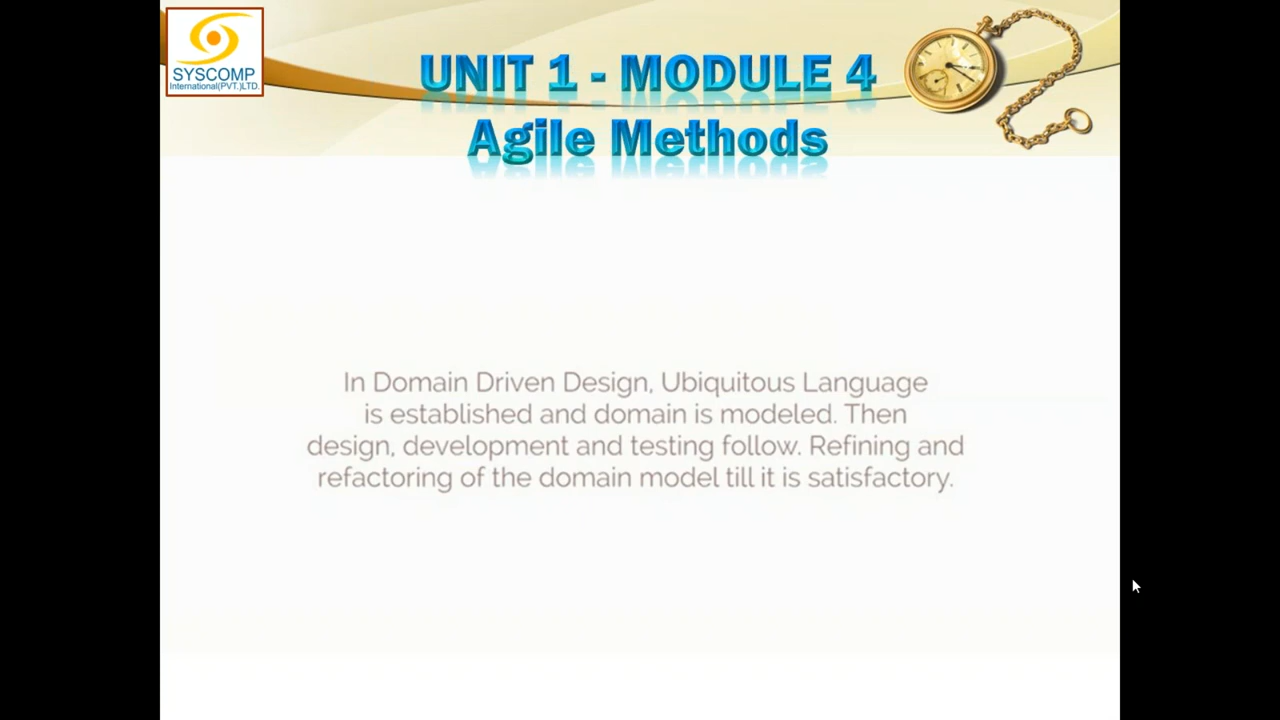 SYSCOMP
International(PVT.)LTD.
UNIT 1 - MODULE 4
Agile Methods
In Domain Driven Design, Ubiquitous Language
is established and domain is modeled. Then
design, development and testing follow. Refining and
refactoring of the domain model till it is satisfactory.